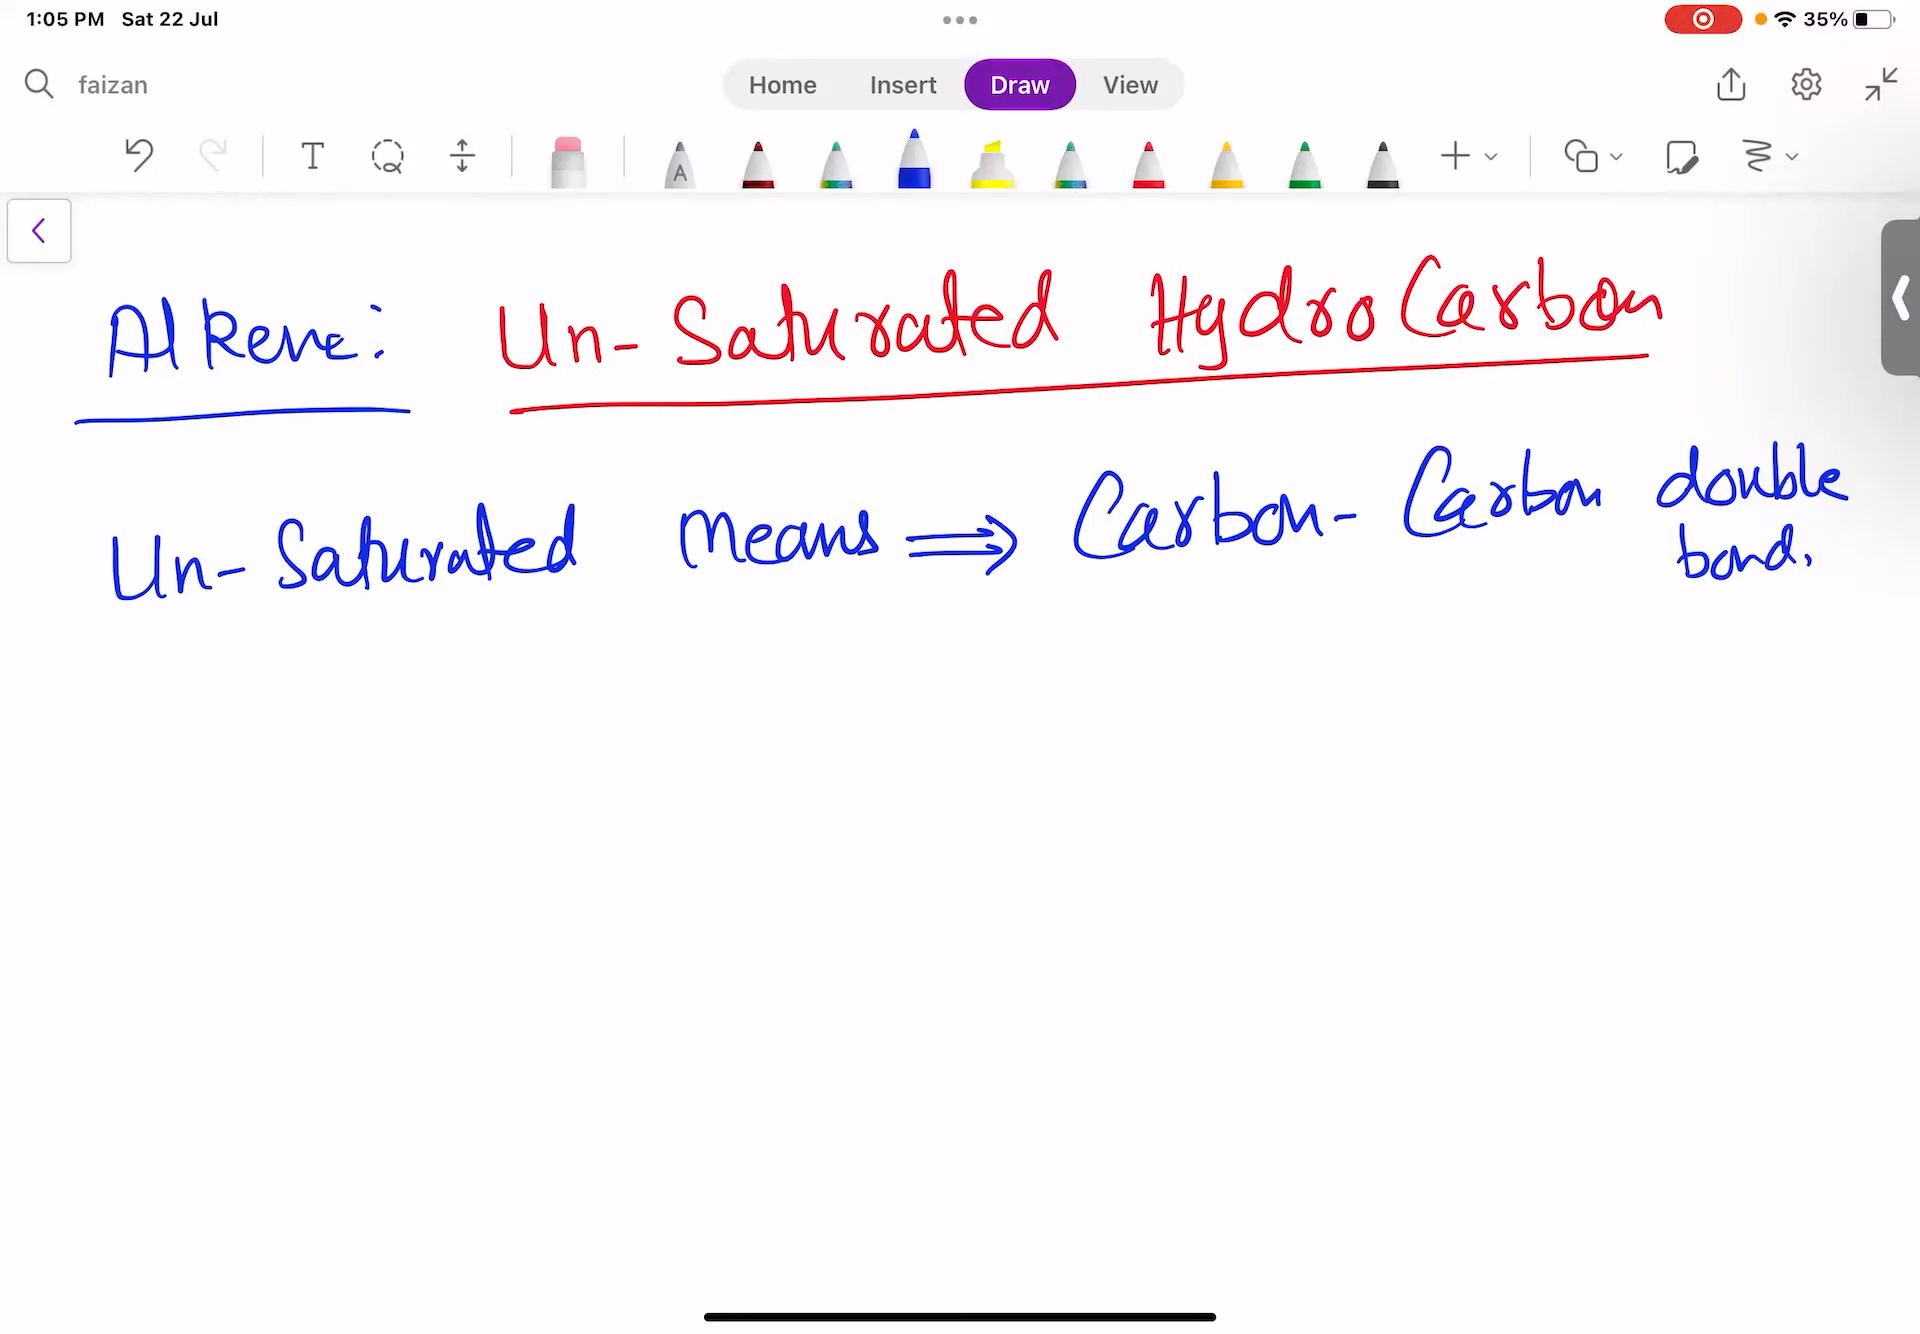 1:05 PM Sat 22 Jul
35%
faizan
Home Insert Draw View
T
A
Alkene: Un-Saturated HydroCarbon
Un-Saturated means ⇒ Carbon-Carbon double
bond.